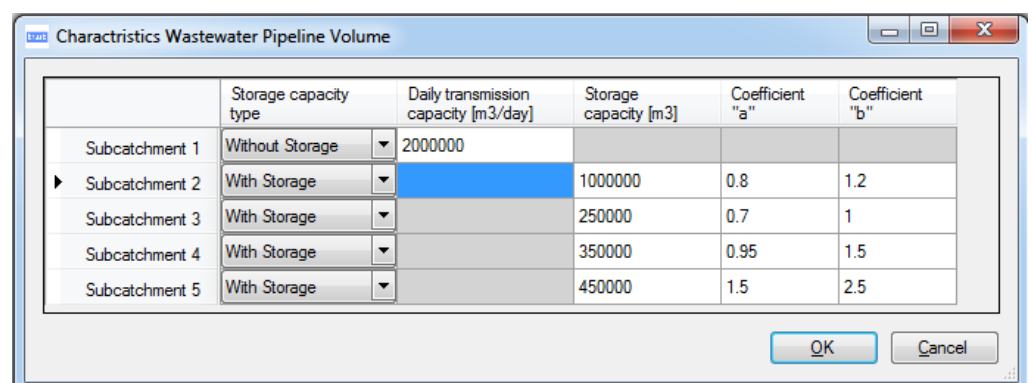 Charactristics Wastewater Pipeline Volume
Storage capacity type Daily transmission capacity [m3/day] Storage capacity [m3] Coefficient "a" Coefficient "b"
Subcatchment 1 Without Storage 2000000
Subcatchment 2 With Storage 1000000 0.8 1.2
Subcatchment 3 With Storage 250000 0.7 1
Subcatchment 4 With Storage 350000 0.95 1.5
Subcatchment 5 With Storage 450000 1.5 2.5
OK Cancel